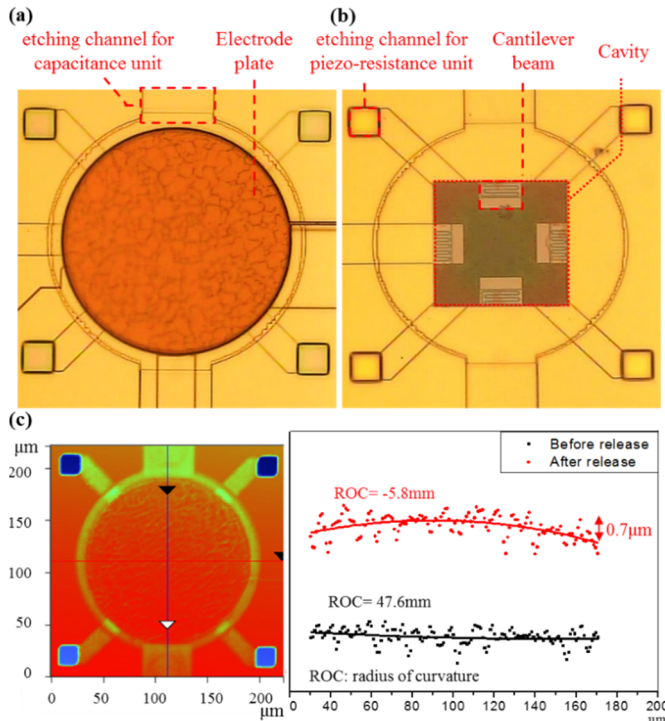 (a)
(b)
etching channel for
capacitance unit
Electrode
plate
etching channel for
piezo-resistance unit
Cantilever
beam
Cavity
(c)
μm
200
150
100
50
0
0
50
100
150
200
μm
Before release
After release
ROC= -5.8mm
0.7μm
ROC= 47.6mm
ROC: radius of curvature
0 20 40 60 80 100 120 140 160 180 200
μm